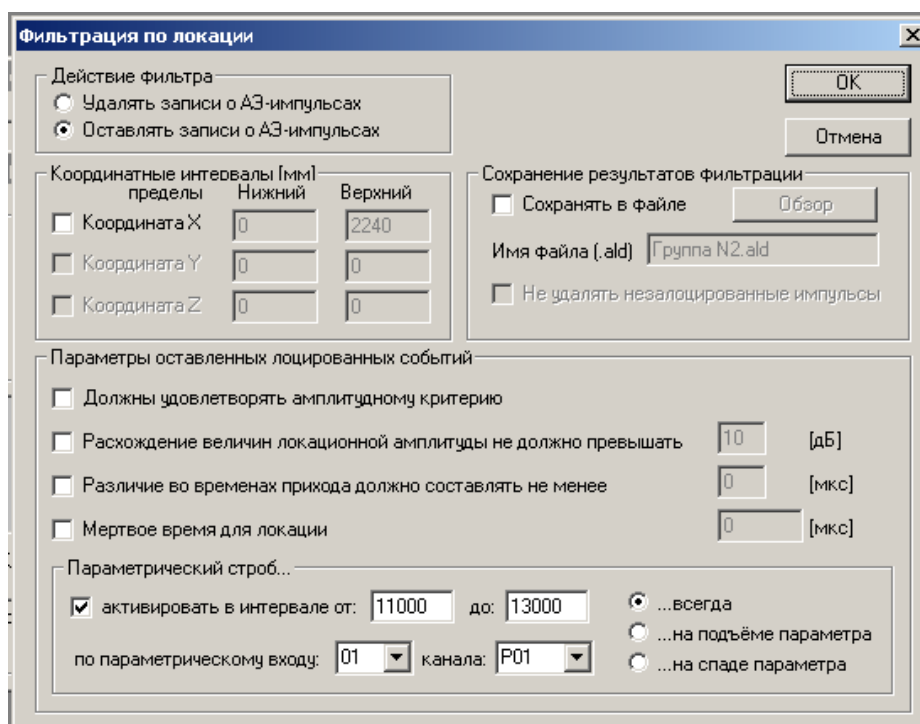 Фильтрация по локации
Действие фильтра
Удалять записи о АЭ-импульсах
Оставлять записи о АЭ-импульсах
OK
Отмена
Координатные интервалы [мм]
пределы Нижний Верхний
Координата X 0 2240
Координата Y 0 0
Координата Z 0 0
Сохранение результатов фильтрации
Сохранять в файле Обзор
Имя файла (.ald) Группа N2.ald
Не удалять незалоцированные импульсы
Параметры оставленных лоцированных событий
Должны удовлетворять амплитудному критерию
Расхождение величин локационной амплитуды не должно превышать 10 [дБ]
Различие во временах прихода должно составлять не менее 0 [мкс]
Мертвое время для локации 0 [мкс]
Параметрический строб...
активировать в интервале от: 11000 до: 13000 ...всегда
...на подъёме параметра
по параметрическому входу: 01 канала: P01 ...на спаде параметра